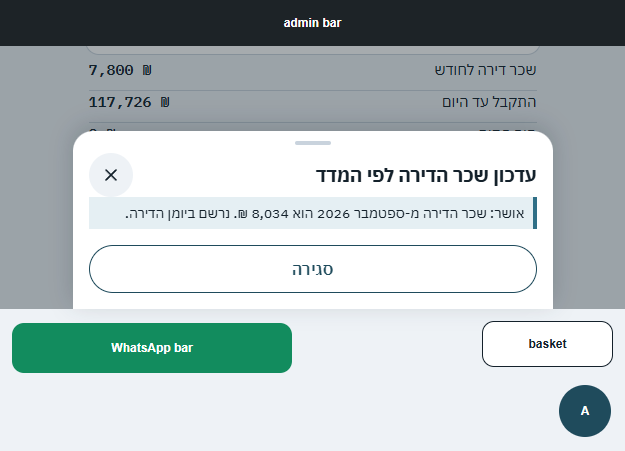 admin bar
שכר דירה לחודש 7,800 ₪
התקבל עד היום 117,726 ₪
עדכון שכר הדירה לפי המדד
אושר: שכר הדירה מ-ספטמבר 2026 הוא 8,034 ₪. נרשם ביומן הדירה.
סגירה
WhatsApp bar
basket
A